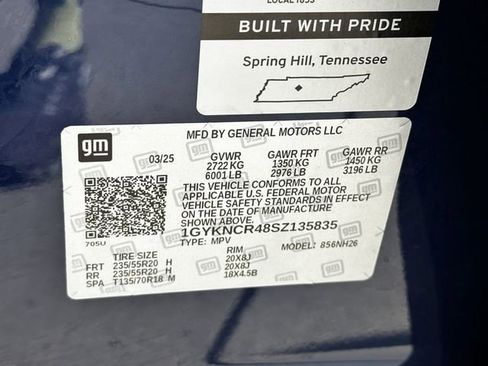 LOCAL 1853
BUILT WITH PRIDE
Spring Hill, Tennessee
gm
MFD BY GENERAL MOTORS LLC
03/25 GVWR GAWR FRT GAWR RR
2722 KG 1350 KG 1450 KG
6001 LB 2976 LB 3196 LB
THIS VEHICLE CONFORMS TO ALL
APPLICABLE U.S. FEDERAL MOTOR
VEHICLE SAFETY STANDARDS IN EFFECT
ON THE DATE OF MANUFACTURE
SHOWN ABOVE.
1GYKNCR48SZ135835
70SU TYPE: MPV MODEL: 856NH26
TIRE SIZE RIM
FRT 235/55R20 H 20X8J
RR 235/55R20 H 20X8J
SPA T135/70R18 M 18X4.5B